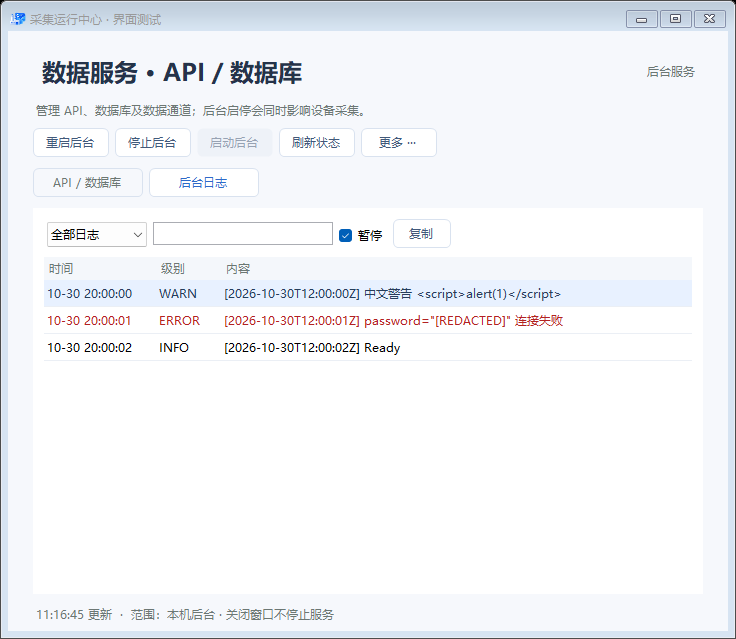 采集运行中心 · 界面测试
数据服务 · API / 数据库
后台服务
管理 API、数据库及数据通道；后台启停会同时影响设备采集。
重启后台 停止后台 启动后台 刷新状态 更多 ···
API / 数据库 后台日志
全部日志 暂停 复制
时间 级别 内容
10-30 20:00:00 WARN [2026-10-30T12:00:00Z] 中文警告 <script>alert(1)</script>
10-30 20:00:01 ERROR [2026-10-30T12:00:01Z] password="[REDACTED]" 连接失败
10-30 20:00:02 INFO [2026-10-30T12:00:02Z] Ready
11:16:45 更新 · 范围：本机后台 · 关闭窗口不停止服务